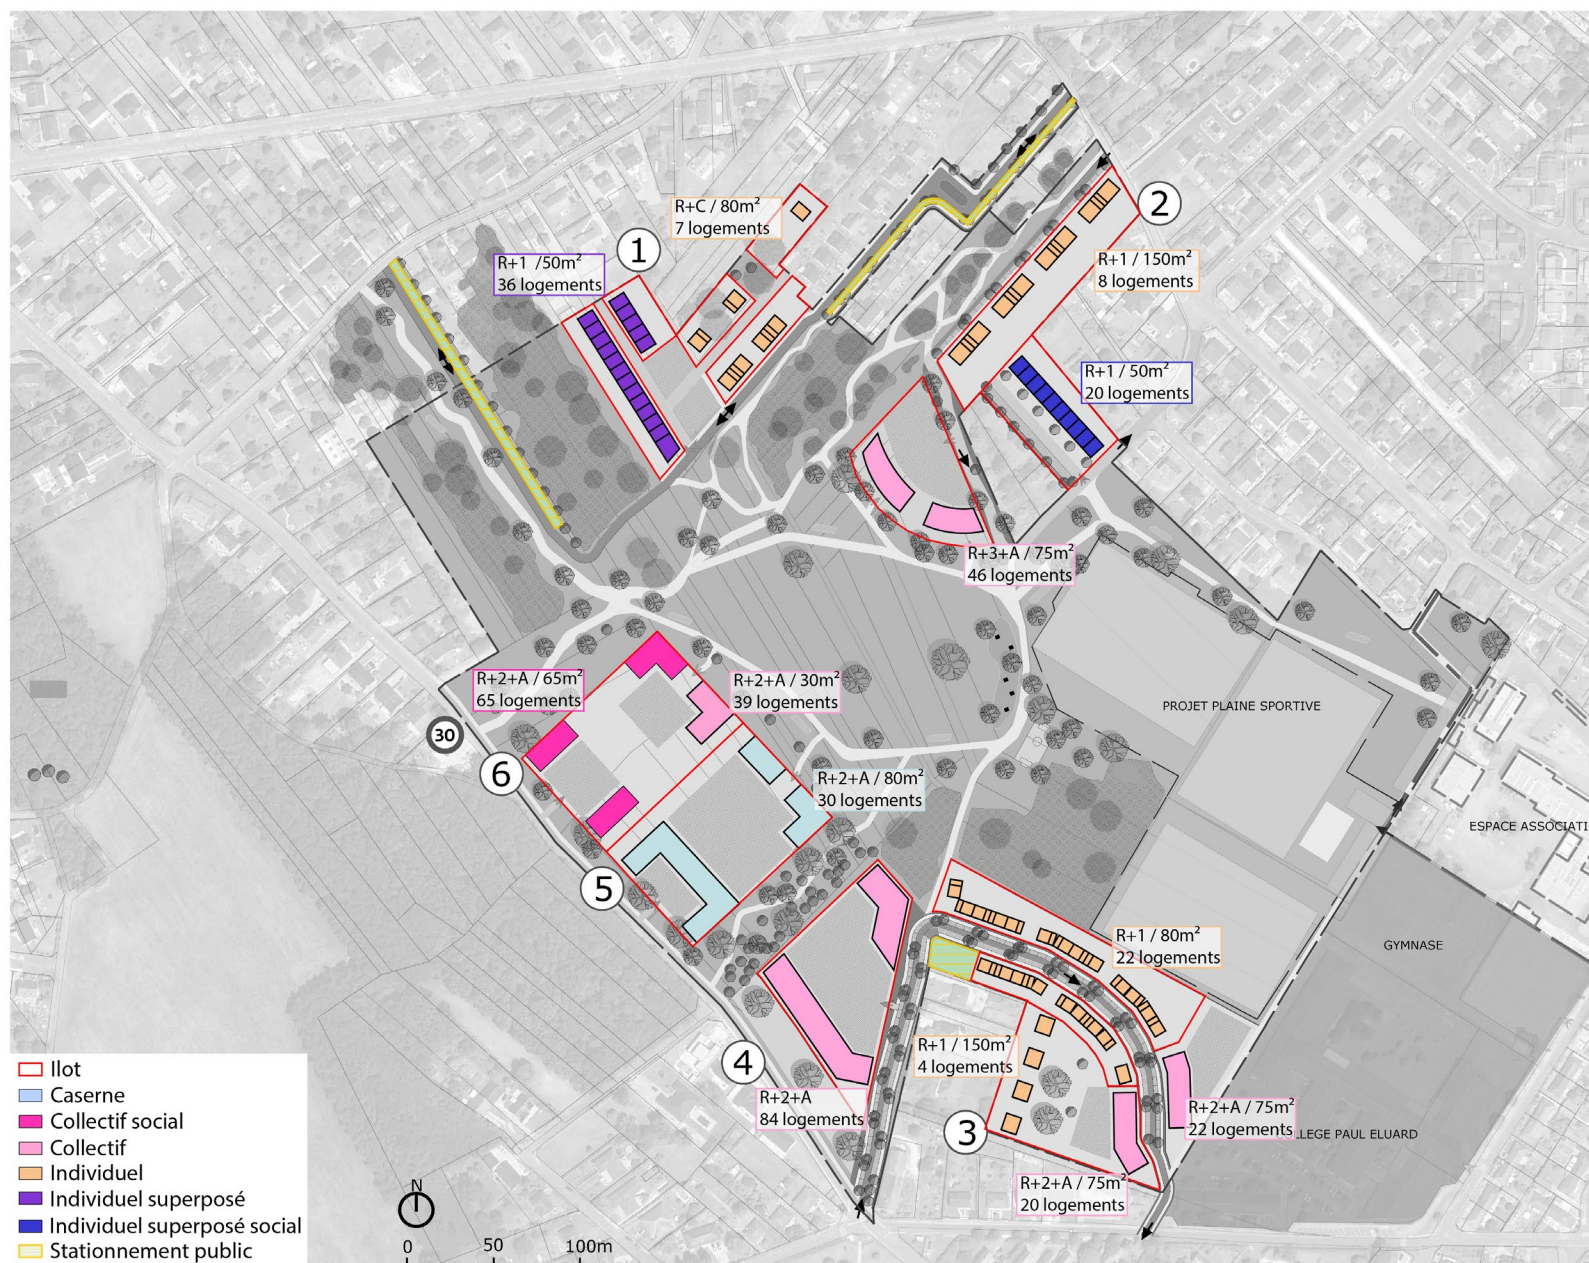 R+C / 80m²
7 logements
2
1
R+1 /50m²
36 logements
R+1 / 150m²
8 logements
R+1 / 50m²
20 logements
R+3+A / 75m²
46 logements
R+2+A / 65m²
65 logements
R+2+A / 30m²
39 logements
PROJET PLAINE SPORTIVE
30
6
R+2+A / 80m²
30 logements
ESPACE ASSOCIATI
5
R+1 / 80m²
22 logements
GYMNASE
R+1 / 150m²
4 logements
4
R+2+A
84 logements
3
R+2+A / 75m²
22 logements
LLEGE PAUL ELUARD
R+2+A / 75m²
20 logements
Ilot
Caserne
Collectif social
Collectif
Individuel
Individuel superposé
Individuel superposé social
Stationnement public
N
0 50 100m